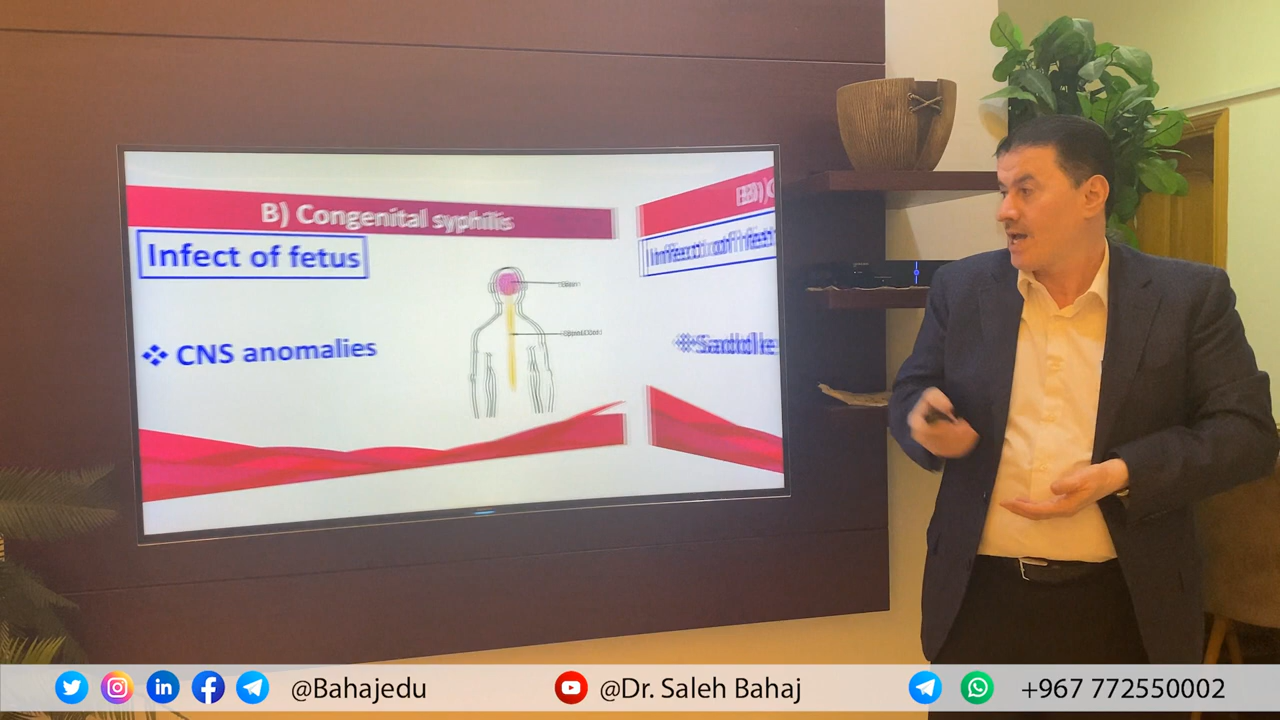 B) Congenital syphilis
Infect of fetus
❖ CNS anomalies
@Bahajedu
@Dr. Saleh Bahaj
+967 772550002